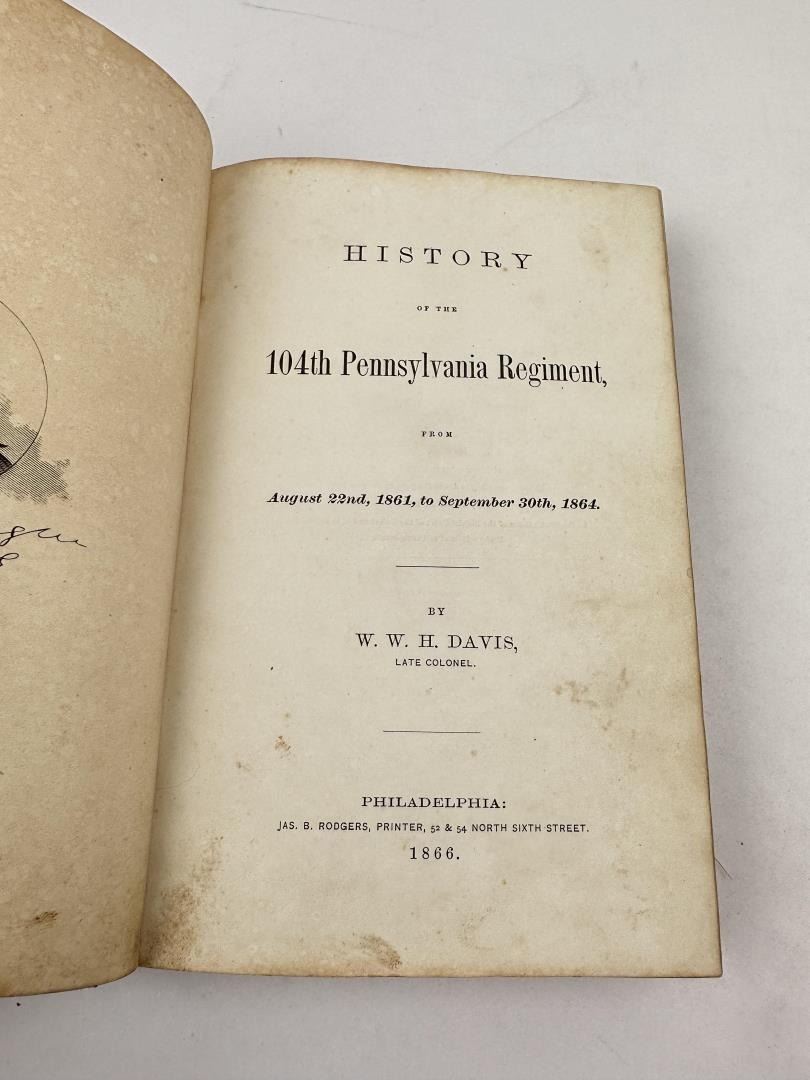 HISTORY
OF THE
104th Pennsylvania Regiment,
FROM
August 22nd, 1861, to September 30th, 1864.
BY
W. W. H. DAVIS,
LATE COLONEL.
PHILADELPHIA:
JAS. B. RODGERS, PRINTER, 52 & 54 NORTH SIXTH STREET.
1866.